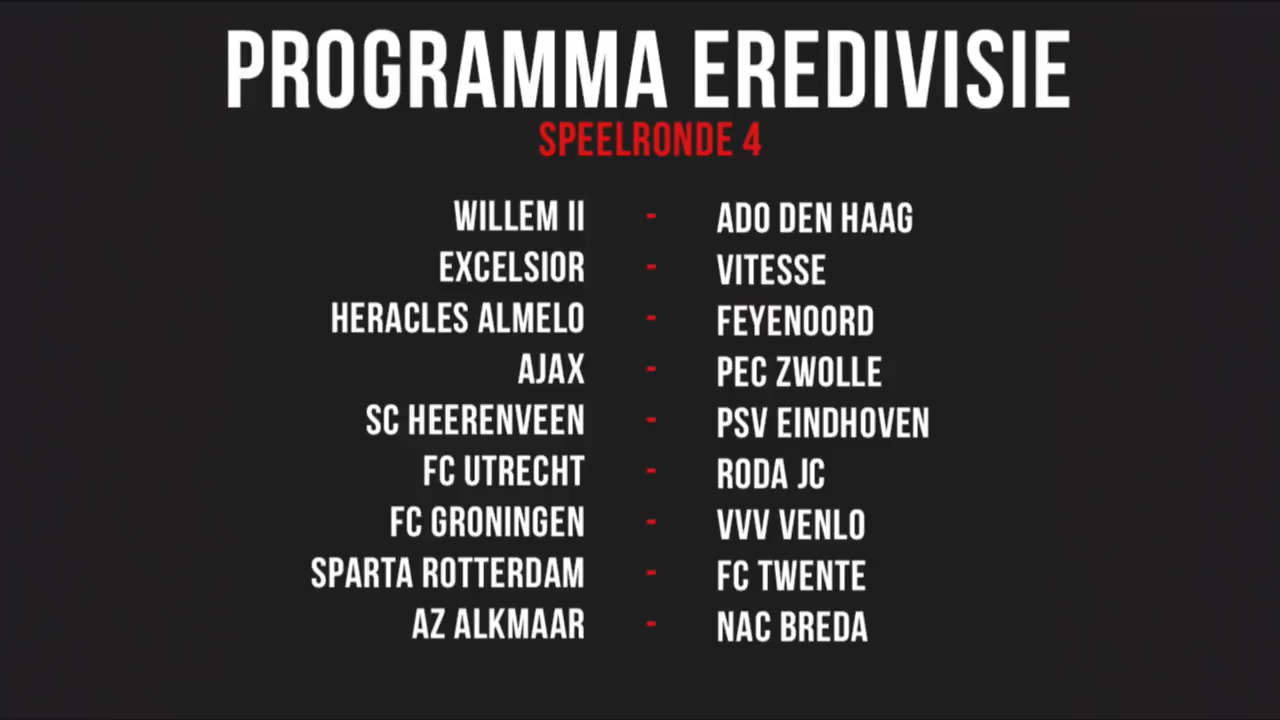 PROGRAMMA EREDIVISIE
SPEELRONDE 4
WILLEM II - ADO DEN HAAG
EXCELSIOR - VITESSE
HERACLES ALMELO - FEYENOORD
AJAX - PEC ZWOLLE
SC HEERENVEEN - PSV EINDHOVEN
FC UTRECHT - RODA JC
FC GRONINGEN - VVV VENLO
SPARTA ROTTERDAM - FC TWENTE
AZ ALKMAAR - NAC BREDA